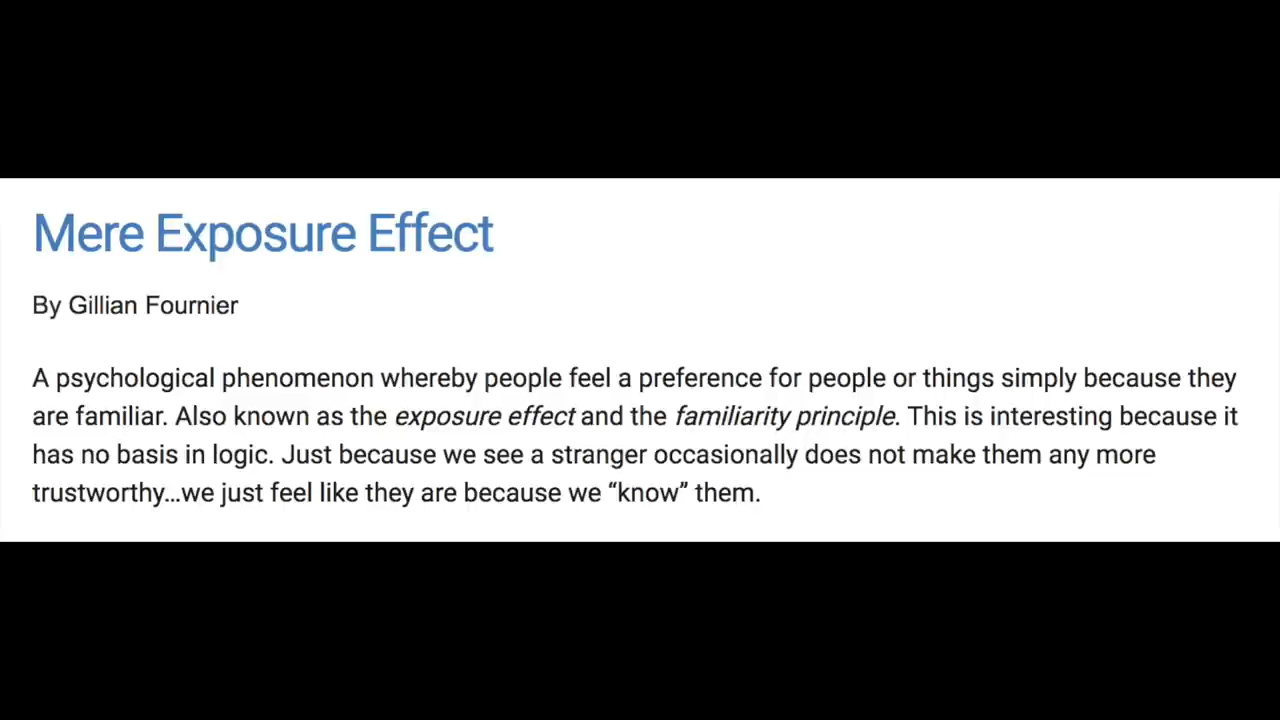 Mere Exposure Effect
By Gillian Fournier
A psychological phenomenon whereby people feel a preference for people or things simply because they
are familiar. Also known as the exposure effect and the familiarity principle. This is interesting because it
has no basis in logic. Just because we see a stranger occasionally does not make them any more
trustworthy…we just feel like they are because we “know” them.